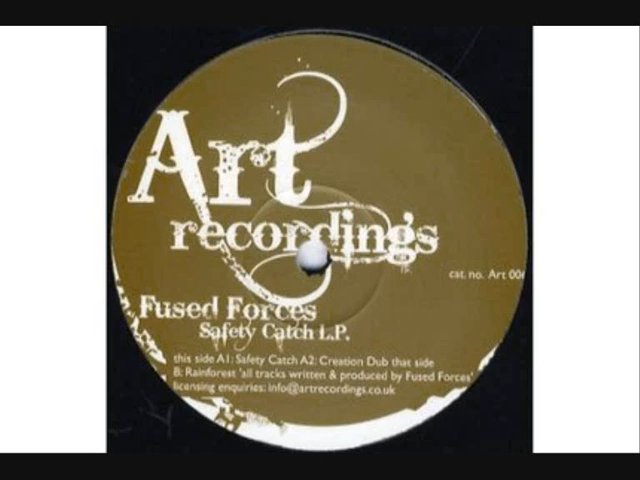 Art
recordings
cat. no. Art 006
Fused Forces
Safety Catch L.P.
this side A1: Safety Catch A2: Creation Dub that side
B: Rainforest 'all tracks written & produced by Fused Forces'
licensing enquiries: info@artrecordings.co.uk